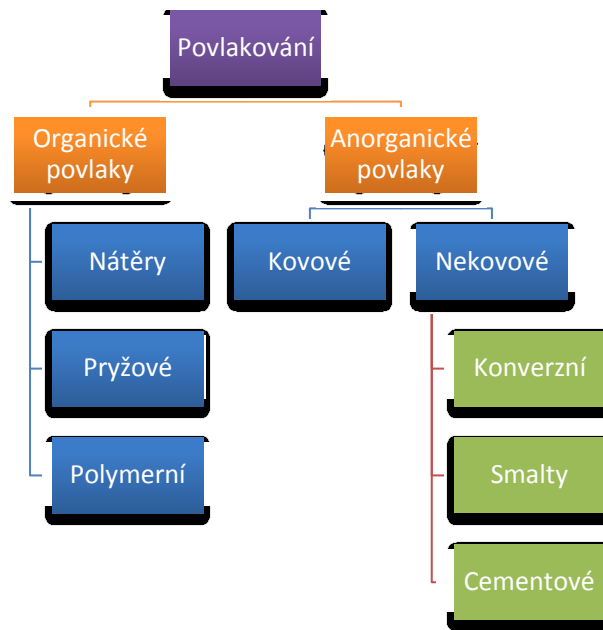 Povlakování
Organické
povlaky
Anorganické
povlaky
Nátěry
Kovové
Nekovové
Pryžové
Konverzní
Polymerní
Smalty
Cementové